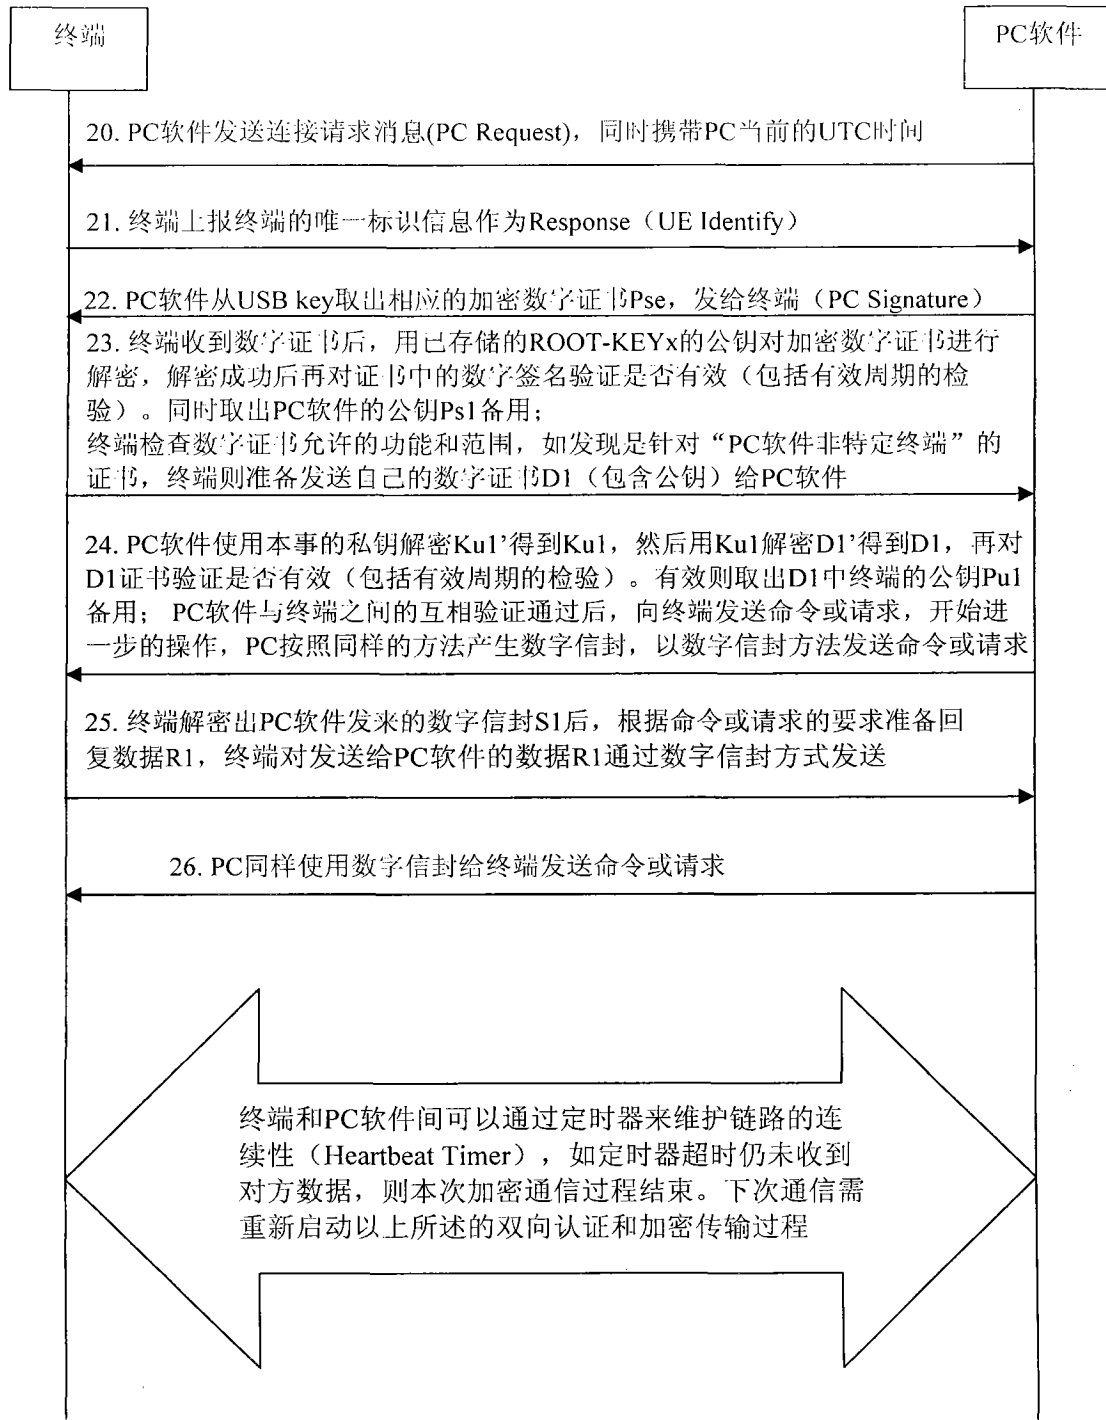 终端
PC软件
20. PC软件发送连接请求消息(PC Request)，同时携带PC当前的UTC时间
21. 终端上报终端的唯一标识信息作为Response（UE Identify）
22. PC软件从USB key取出相应的加密数字证书Pse，发给终端（PC Signature）
23. 终端收到数字证书后，用已存储的ROOT-KEYx的公钥对加密数字证书进行
解密，解密成功后再对证书中的数字签名验证是否有效（包括有效周期的检
验）。同时取出PC软件的公钥Ps1备用；
终端检查数字证书允许的功能和范围，如发现是针对“PC软件非特定终端”的
证书，终端则准备发送自己的数字证书D1（包含公钥）给PC软件
24. PC软件使用本事的私钥解密Ku1’得到Ku1，然后用Ku1解密D1’得到D1，再对
D1证书验证是否有效（包括有效周期的检验）。有效则取出D1中终端的公钥Pu1
备用； PC软件与终端之间的互相验证通过后，向终端发送命令或请求，开始进
一步的操作，PC按照同样的方法产生数字信封，以数字信封方法发送命令或请求
25. 终端解密出PC软件发来的数字信封S1后，根据命令或请求的要求准备回
复数据R1，终端对发送给PC软件的数据R1通过数字信封方式发送
26. PC同样使用数字信封给终端发送命令或请求
终端和PC软件间可以通过定时器来维护链路的连
续性（Heartbeat Timer），如定时器超时仍未收到
对方数据，则本次加密通信过程结束。下次通信需
重新启动以上所述的双向认证和加密传输过程